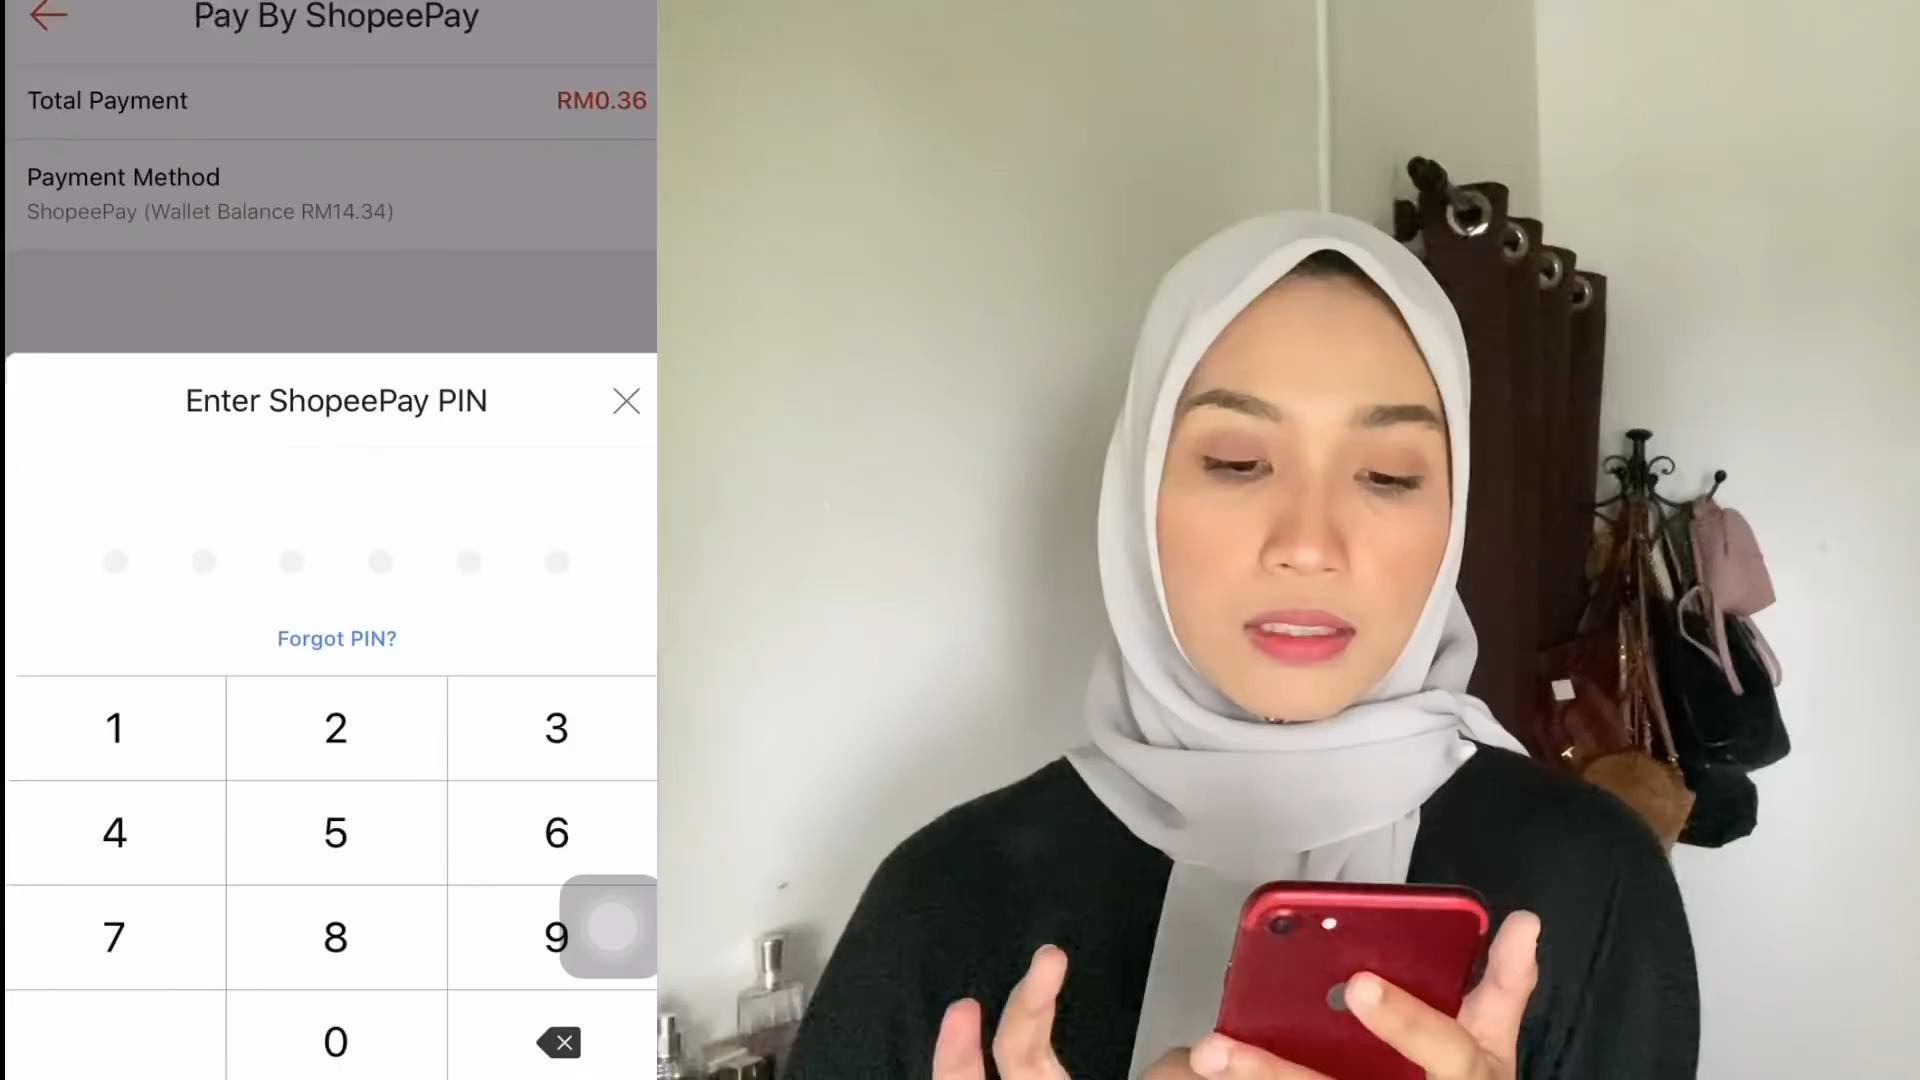 Pay By ShopeePay
Total Payment RM0.36
Payment Method
ShopeePay (Wallet Balance RM14.34)
Enter ShopeePay PIN
Forgot PIN?
1 2 3
4 5 6
7 8 9
0